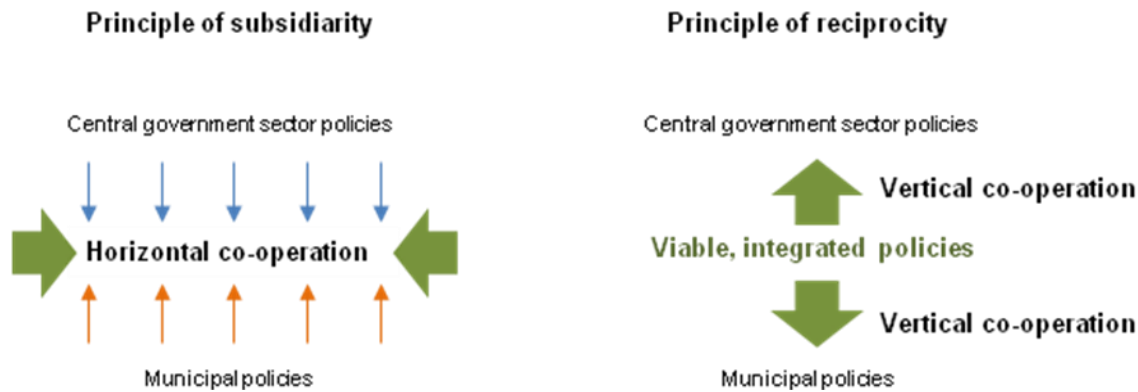 Principle of subsidiarity
Central government sector policies
Horizontal co-operation
Municipal policies
Principle of reciprocity
Central government sector policies
Vertical co-operation
Viable, integrated policies
Vertical co-operation
Municipal policies